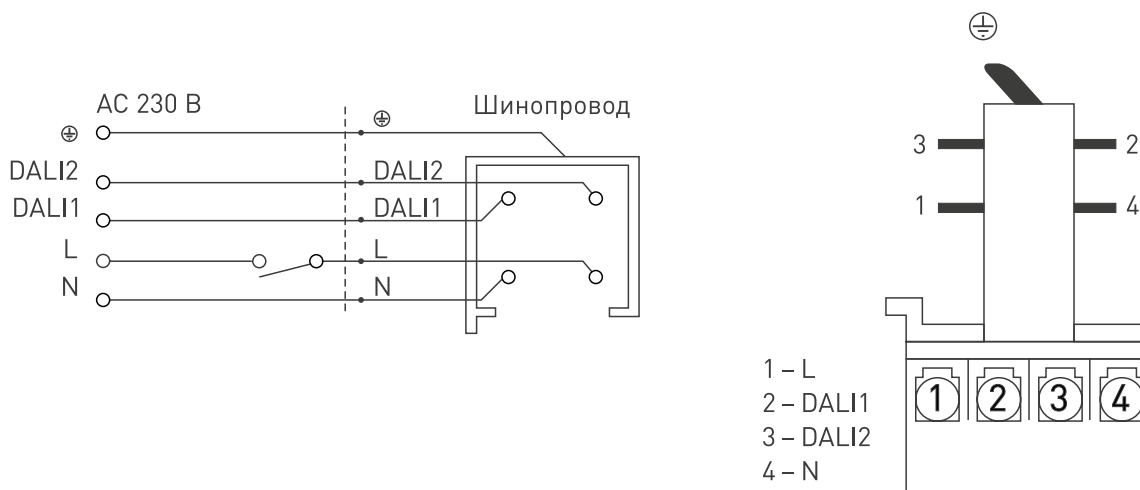 AC 230 В
Шинопровод
DALI2
DALI2
DALI1
DALI1
L
L
N
N
3
2
1
4
1 – L
2 – DALI1
3 – DALI2
4 – N
1 2 3 4